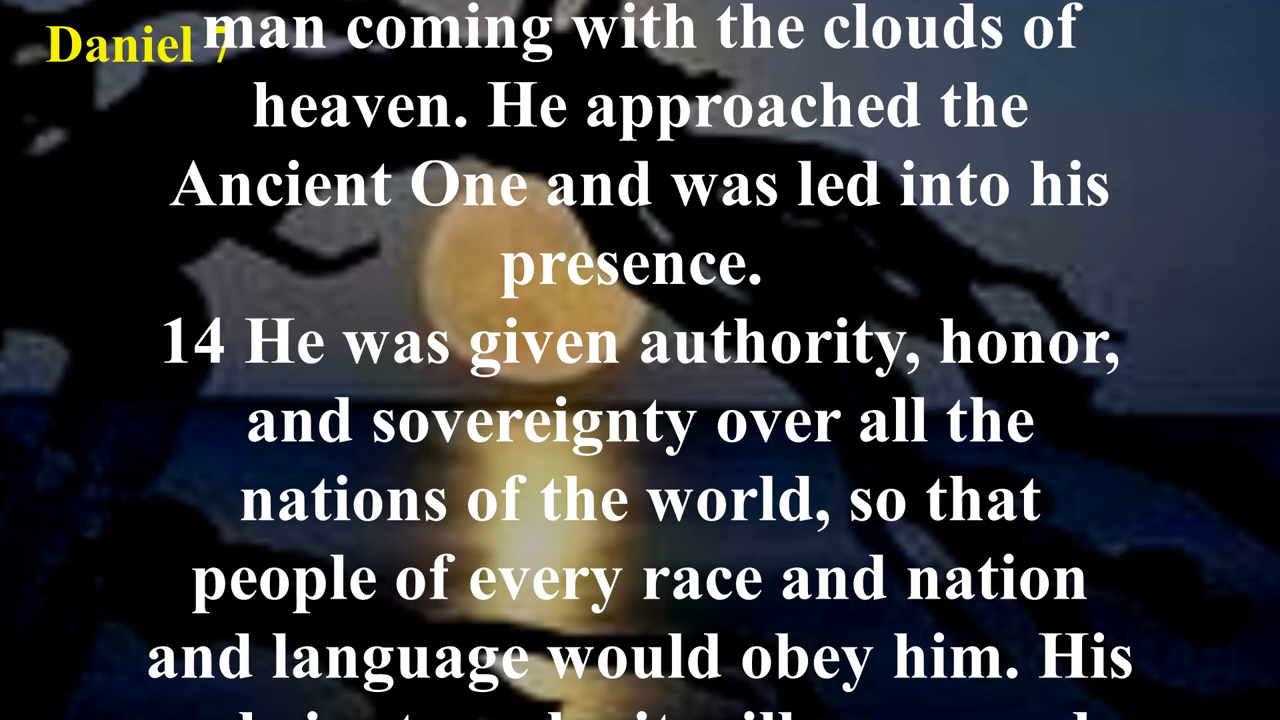 Daniel 7
man coming with the clouds of
heaven. He approached the
Ancient One and was led into his
presence.
14 He was given authority, honor,
and sovereignty over all the
nations of the world, so that
people of every race and nation
and language would obey him. His